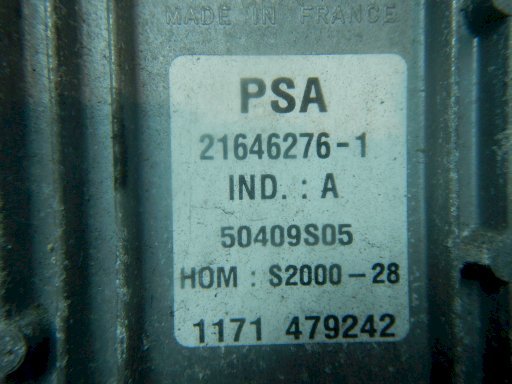 MADE IN FRANCE
PSA
21646276-1
IND. : A
50409S05
HOM : S2000-28
1171 479242